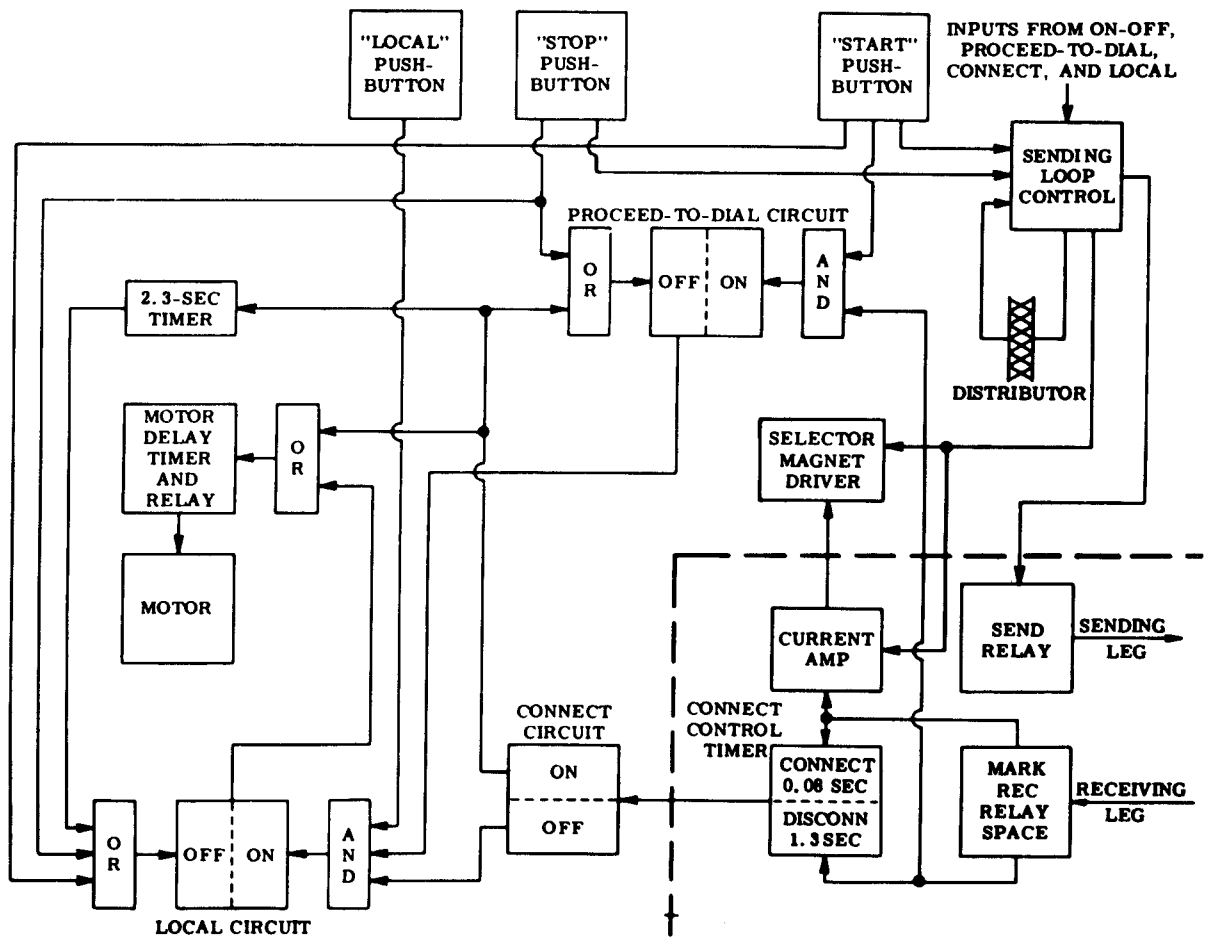 "LOCAL"
PUSH-
BUTTON
"STOP"
PUSH-
BUTTON
"START"
PUSH-
BUTTON
INPUTS FROM ON-OFF,
PROCEED-TO-DIAL,
CONNECT, AND LOCAL
SENDING
LOOP
CONTROL
PROCEED-TO-DIAL CIRCUIT
OR
OFF
ON
AND
2.3-SEC
TIMER
DISTRIBUTOR
MOTOR
DELAY
TIMER
AND
RELAY
OR
SELECTOR
MAGNET
DRIVER
MOTOR
CURRENT
AMP
SEND
RELAY
SENDING
LEG
CONNECT
CIRCUIT
ON
OFF
CONNECT
CONTROL
TIMER
CONNECT
0.06 SEC
DISCONN
1.3SEC
MARK
REC
RELAY
SPACE
RECEIVING
LEG
OR
OFF
ON
AND
LOCAL CIRCUIT